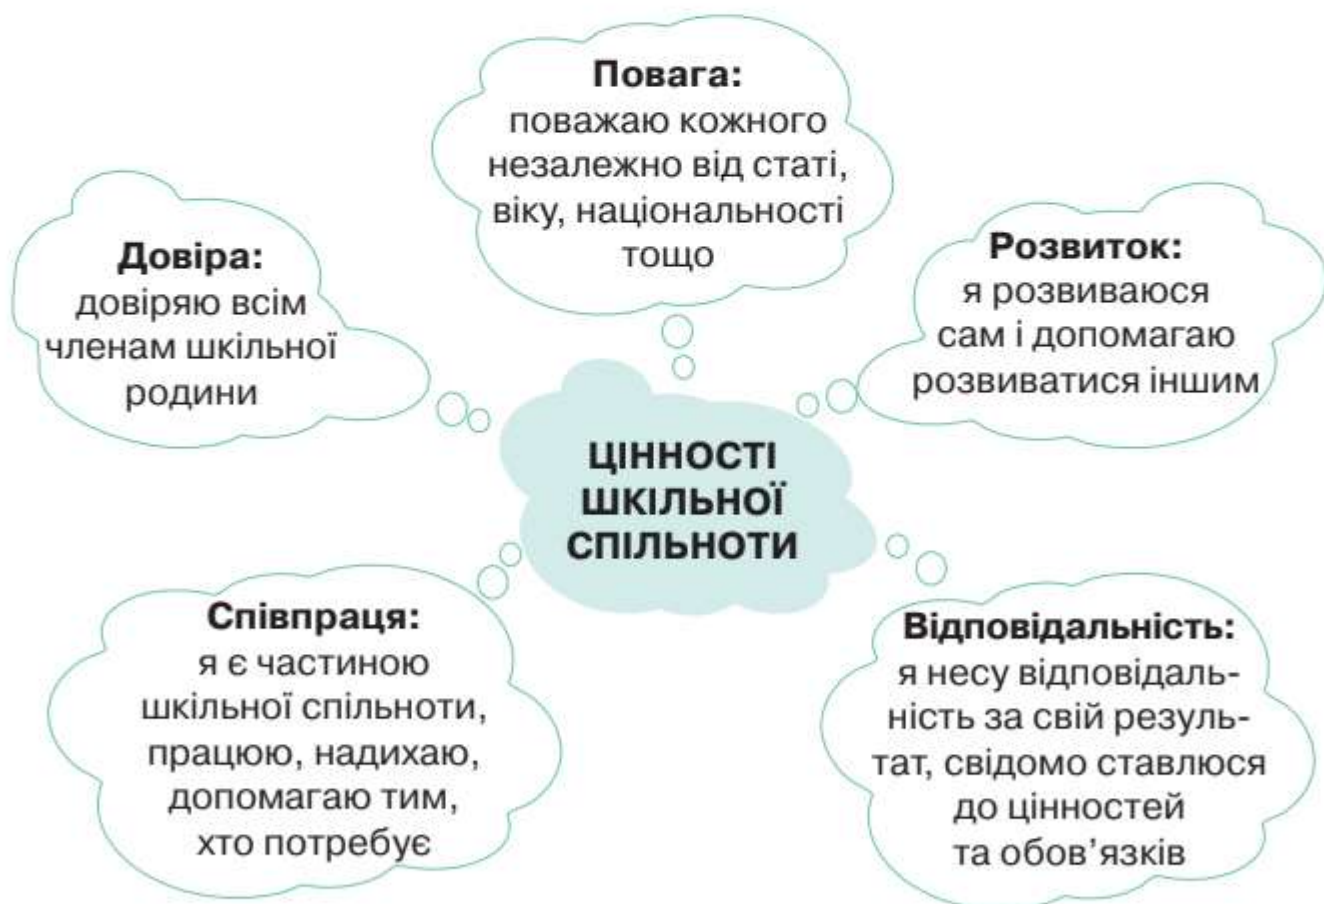 Повага:
поважаю кожного
незалежно від статі,
віку, національності
тощо
Довіра:
довіряю всім
членам шкільної
родини
Розвиток:
я розвиваюся
сам і допомагаю
розвиватися іншим
ЦІННОСТІ
ШКІЛЬНОЇ
СПІЛЬНОТИ
Співпраця:
я є частиною
шкільної спільноти,
працюю, надихаю,
допомагаю тим,
хто потребує
Відповідальність:
я несу відповідаль-
ність за свій резуль-
тат, свідомо ставлюся
до цінностей
та обов’язків